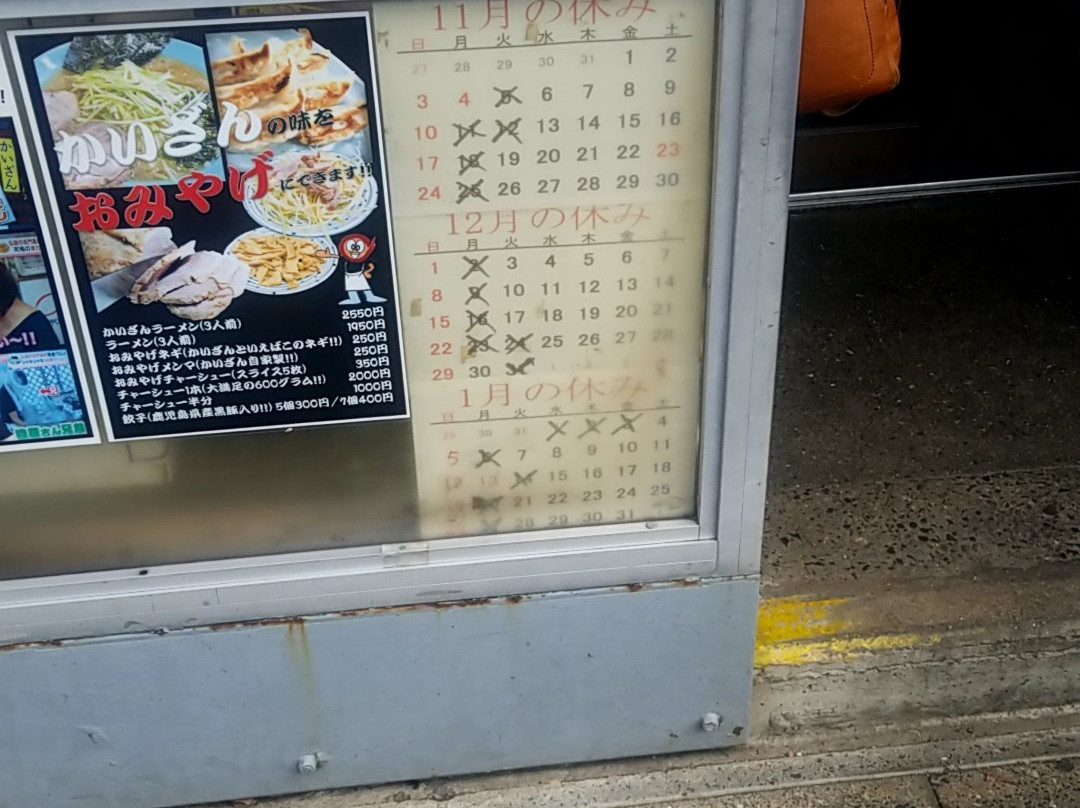 かいざんの味を
おみやげにできます!!
かいざんラーメン(3人前) 2550円
ラーメン(3人前) 1950円
おみやげネギ(かいざんといえばこのネギ!!) 250円
おみやげメンマ(かいざん自家製!!) 250円
おみやげチャーシュー(スライス5枚) 350円
チャーシュー1本(大満足の600グラム!!) 2000円
チャーシュー半分 1000円
餃子(鹿児島県産黒豚入り!!) 5個300円/7個400円
かいざん
い〜!!
11月の休み
日 月 火 水 木 金 土
27 28 29 30 31 1 2
3 4 5 6 7 8 9
10 11 12 13 14 15 16
17 18 19 20 21 22 23
24 25 26 27 28 29 30
12月の休み
日 月 火 水 木 金 土
1 2 3 4 5 6 7
8 9 10 11 12 13 14
15 16 17 18 19 20 21
22 23 24 25 26 27 28
29 30 31
1月の休み
日 月 火 水 木 金 土
29 30 31 1 2 3 4
5 6 7 8 9 10 11
12 13 14 15 16 17 18
21 22 23 24 25
28 29 30 31